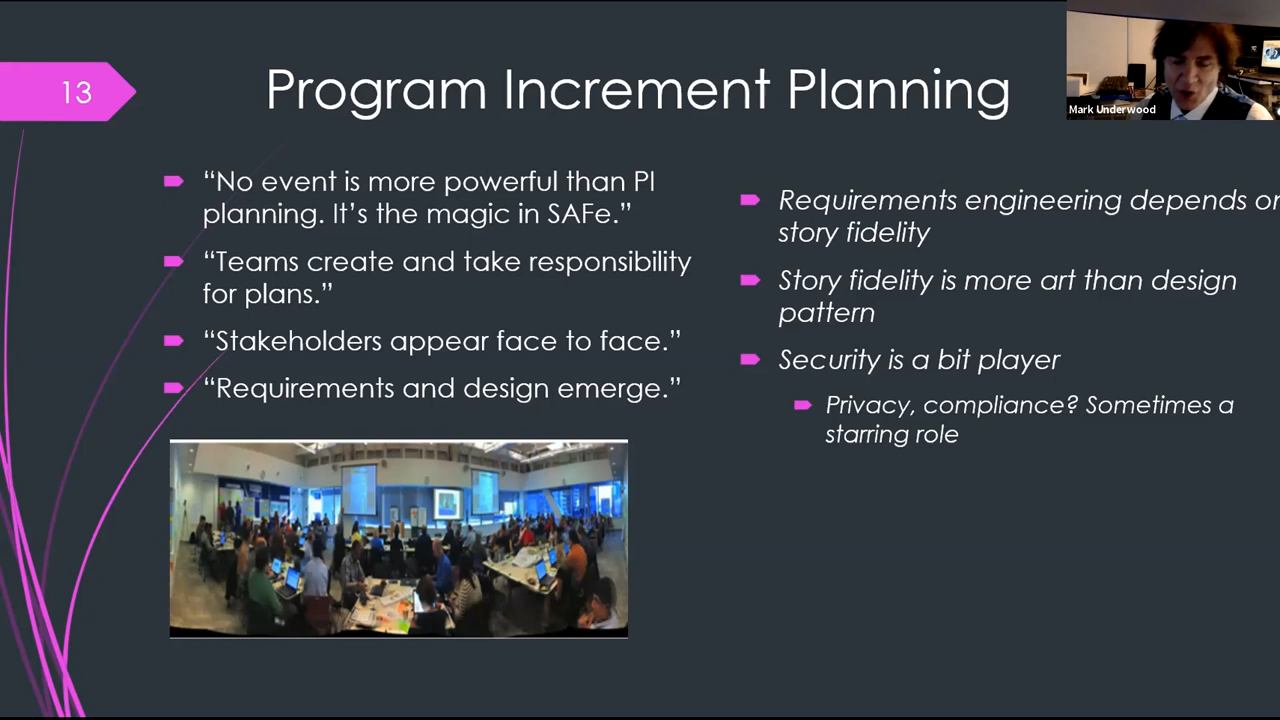 13
Program Increment Planning
Mark Underwood
“No event is more powerful than PI
planning. It’s the magic in SAFe.”
“Teams create and take responsibility
for plans.”
“Stakeholders appear face to face.”
“Requirements and design emerge.”
Requirements engineering depends on
story fidelity
Story fidelity is more art than design
pattern
Security is a bit player
Privacy, compliance? Sometimes a
starring role